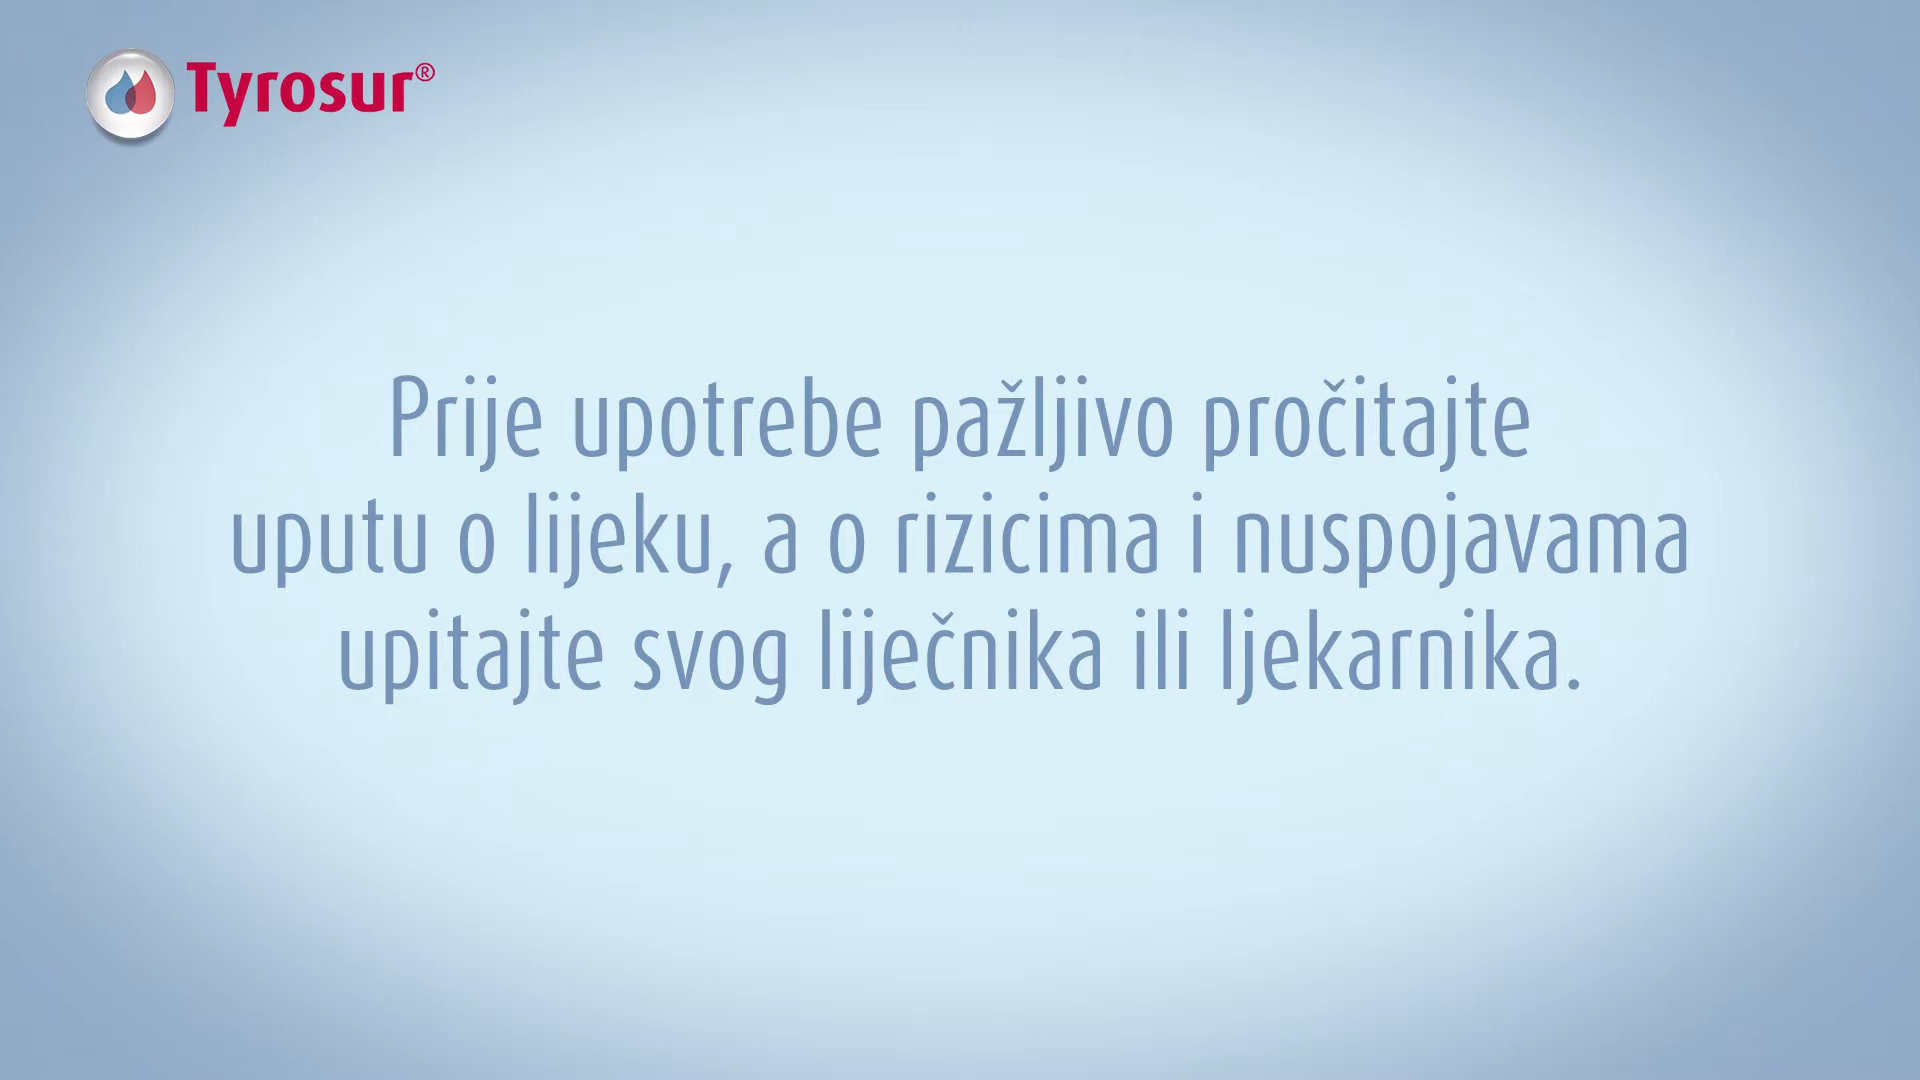 Tyrosur®
Prije upotrebe pažljivo pročitajte
uputu o lijeku, a o rizicima i nuspojavama
upitajte svog liječnika ili ljekarnika.